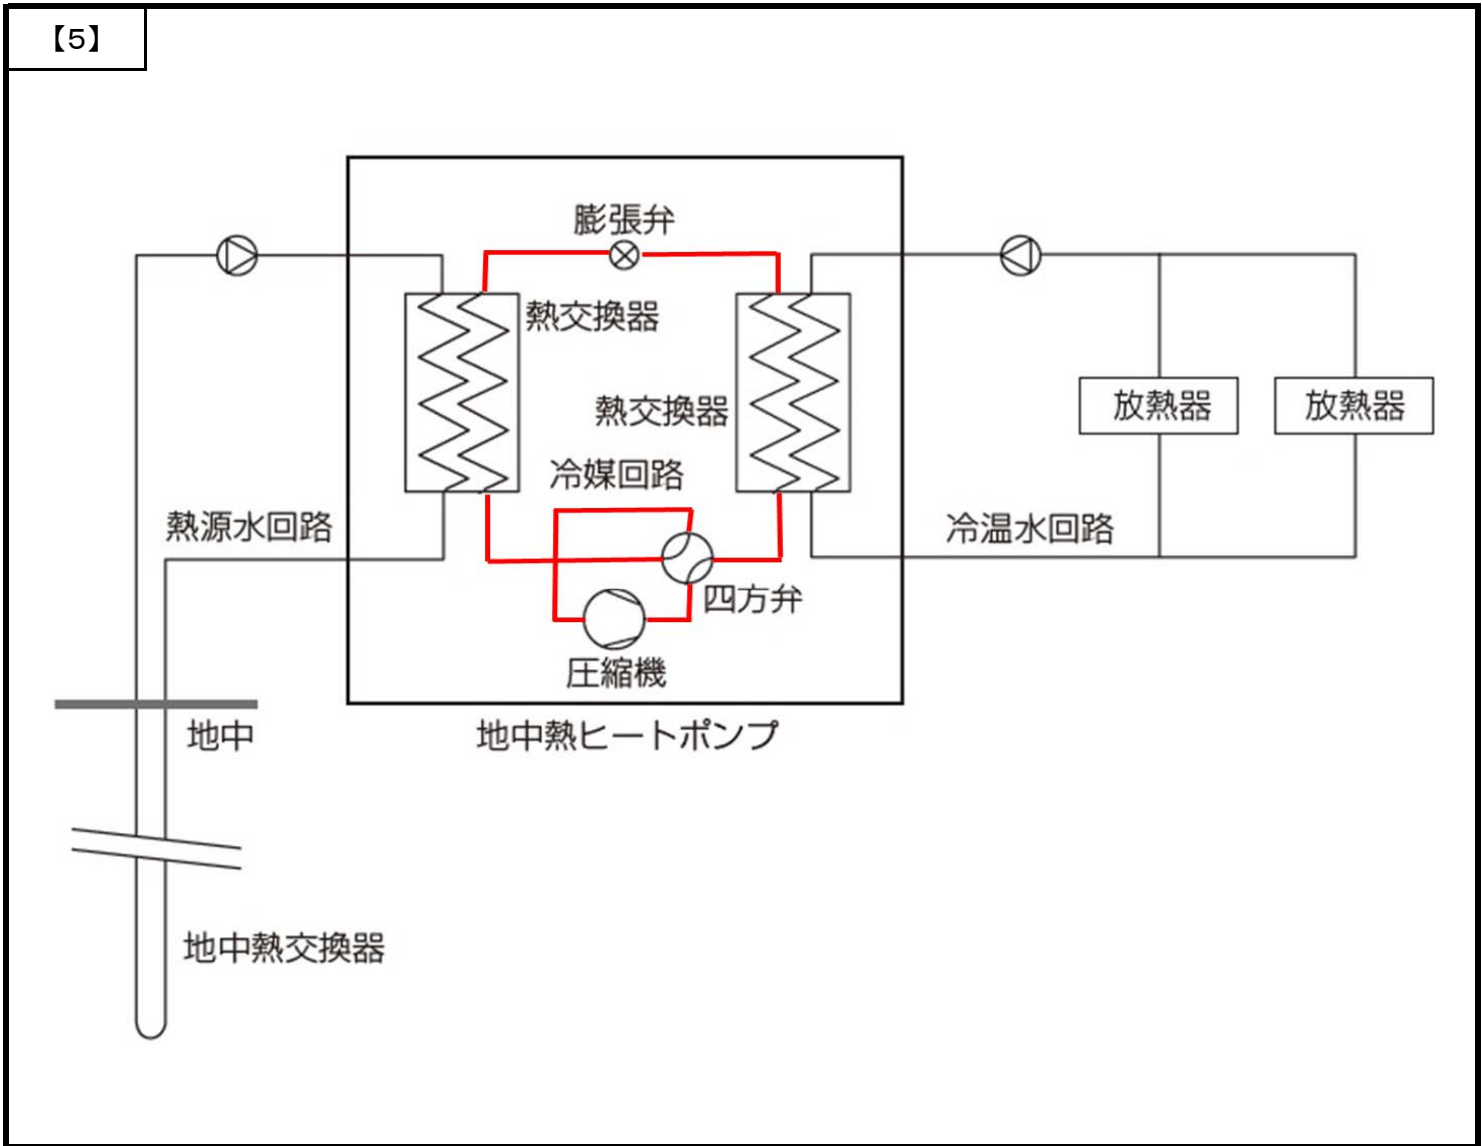 【5】
膨張弁
熱交換器
熱交換器
放熱器
放熱器
冷媒回路
熱源水回路
冷温水回路
四方弁
圧縮機
地中
地中熱ヒートポンプ
地中熱交換器